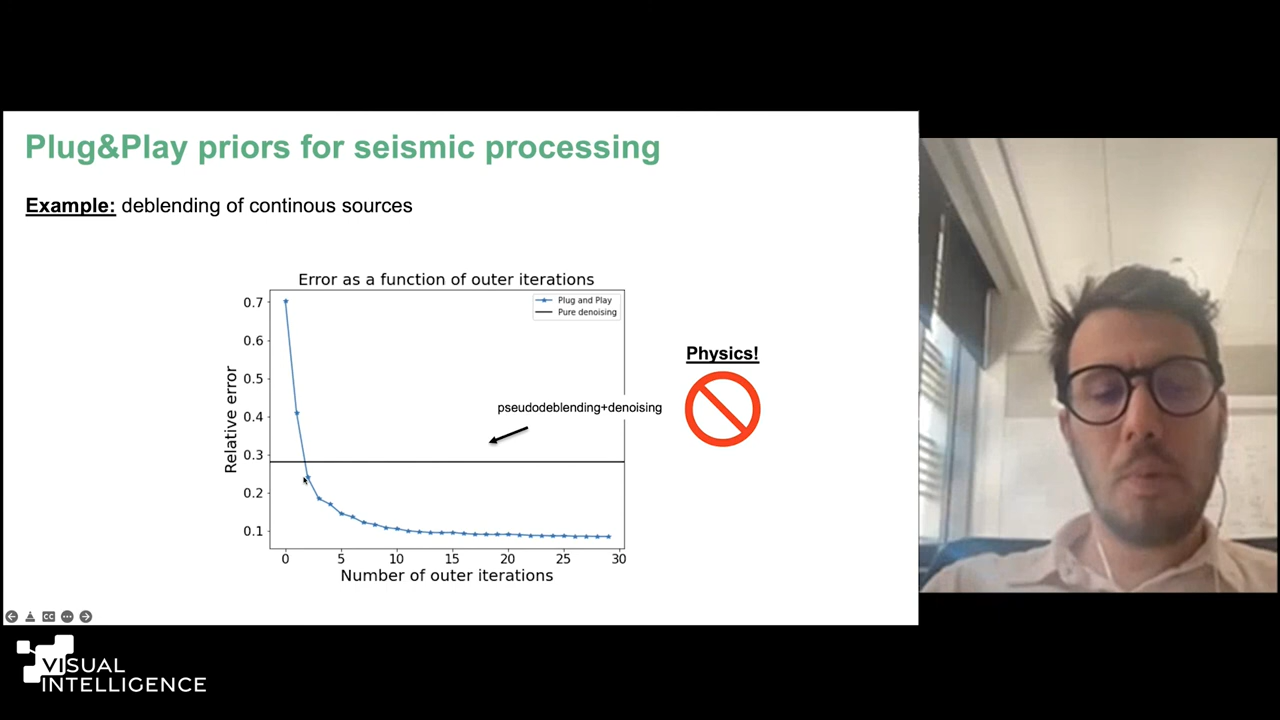 Plug&Play priors for seismic processing
Example: deblending of continous sources
Error as a function of outer iterations
Plug and Play
Pure denoising
Relative error
0.7
0.6
0.5
0.4
0.3
0.2
0.1
pseudodeblending+denoising
0 5 10 15 20 25 30
Number of outer iterations
Physics!
CC
VISUAL
INTELLIGENCE